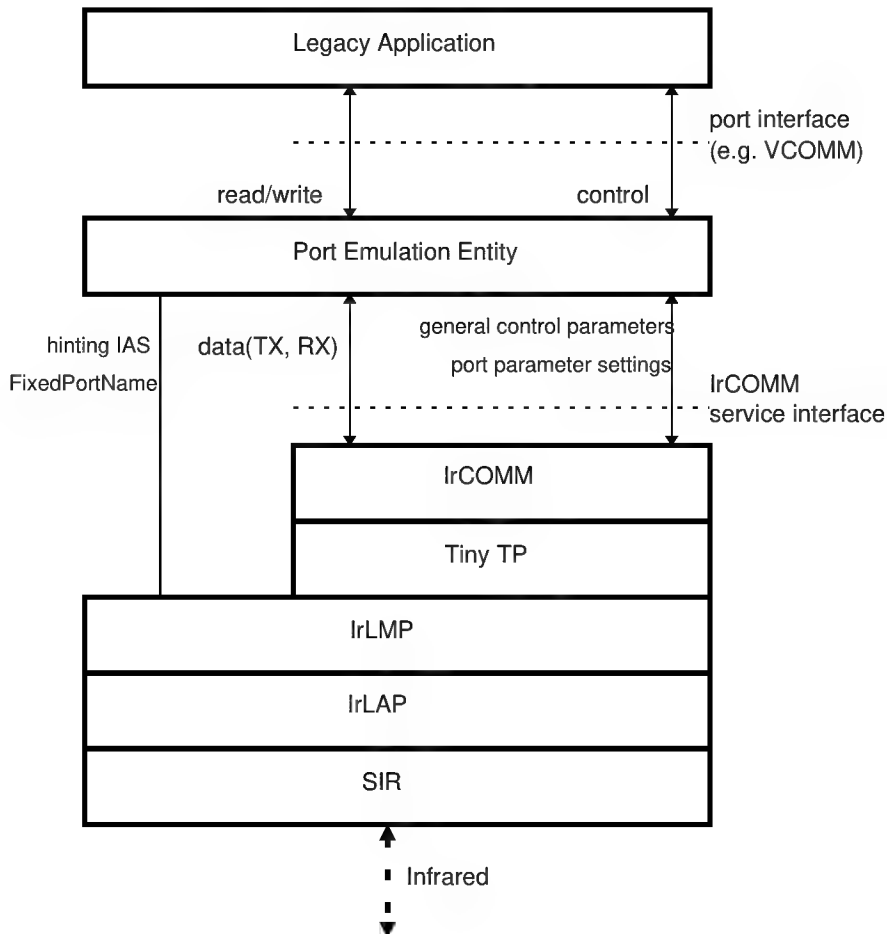 Legacy Application
port interface
(e.g. VCOMM)
read/write
control
Port Emulation Entity
general control parameters
hinting IAS
data(TX, RX)
port parameter settings
FixedPortName
IrCOMM
service interface
IrCOMM
Tiny TP
IrLMP
IrLAP
SIR
Infrared